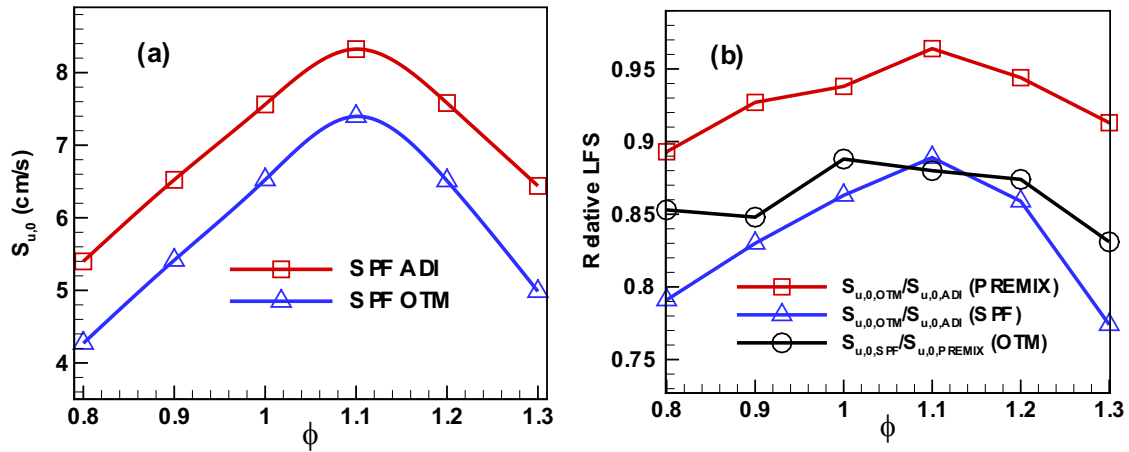 (a)
S_u,0 (cm/s)
8
7
6
5
4
SPF ADI
SPF OTM
0.8 0.9 1 1.1 1.2 1.3
ϕ
(b)
Relative LFS
0.95
0.9
0.85
0.8
0.75
S_u,0,OTM/S_u,0,ADI (PREMIX)
S_u,0,OTM/S_u,0,ADI (SPF)
S_u,0,SPF/S_u,0,PREMIX (OTM)
0.8 0.9 1 1.1 1.2 1.3
ϕ